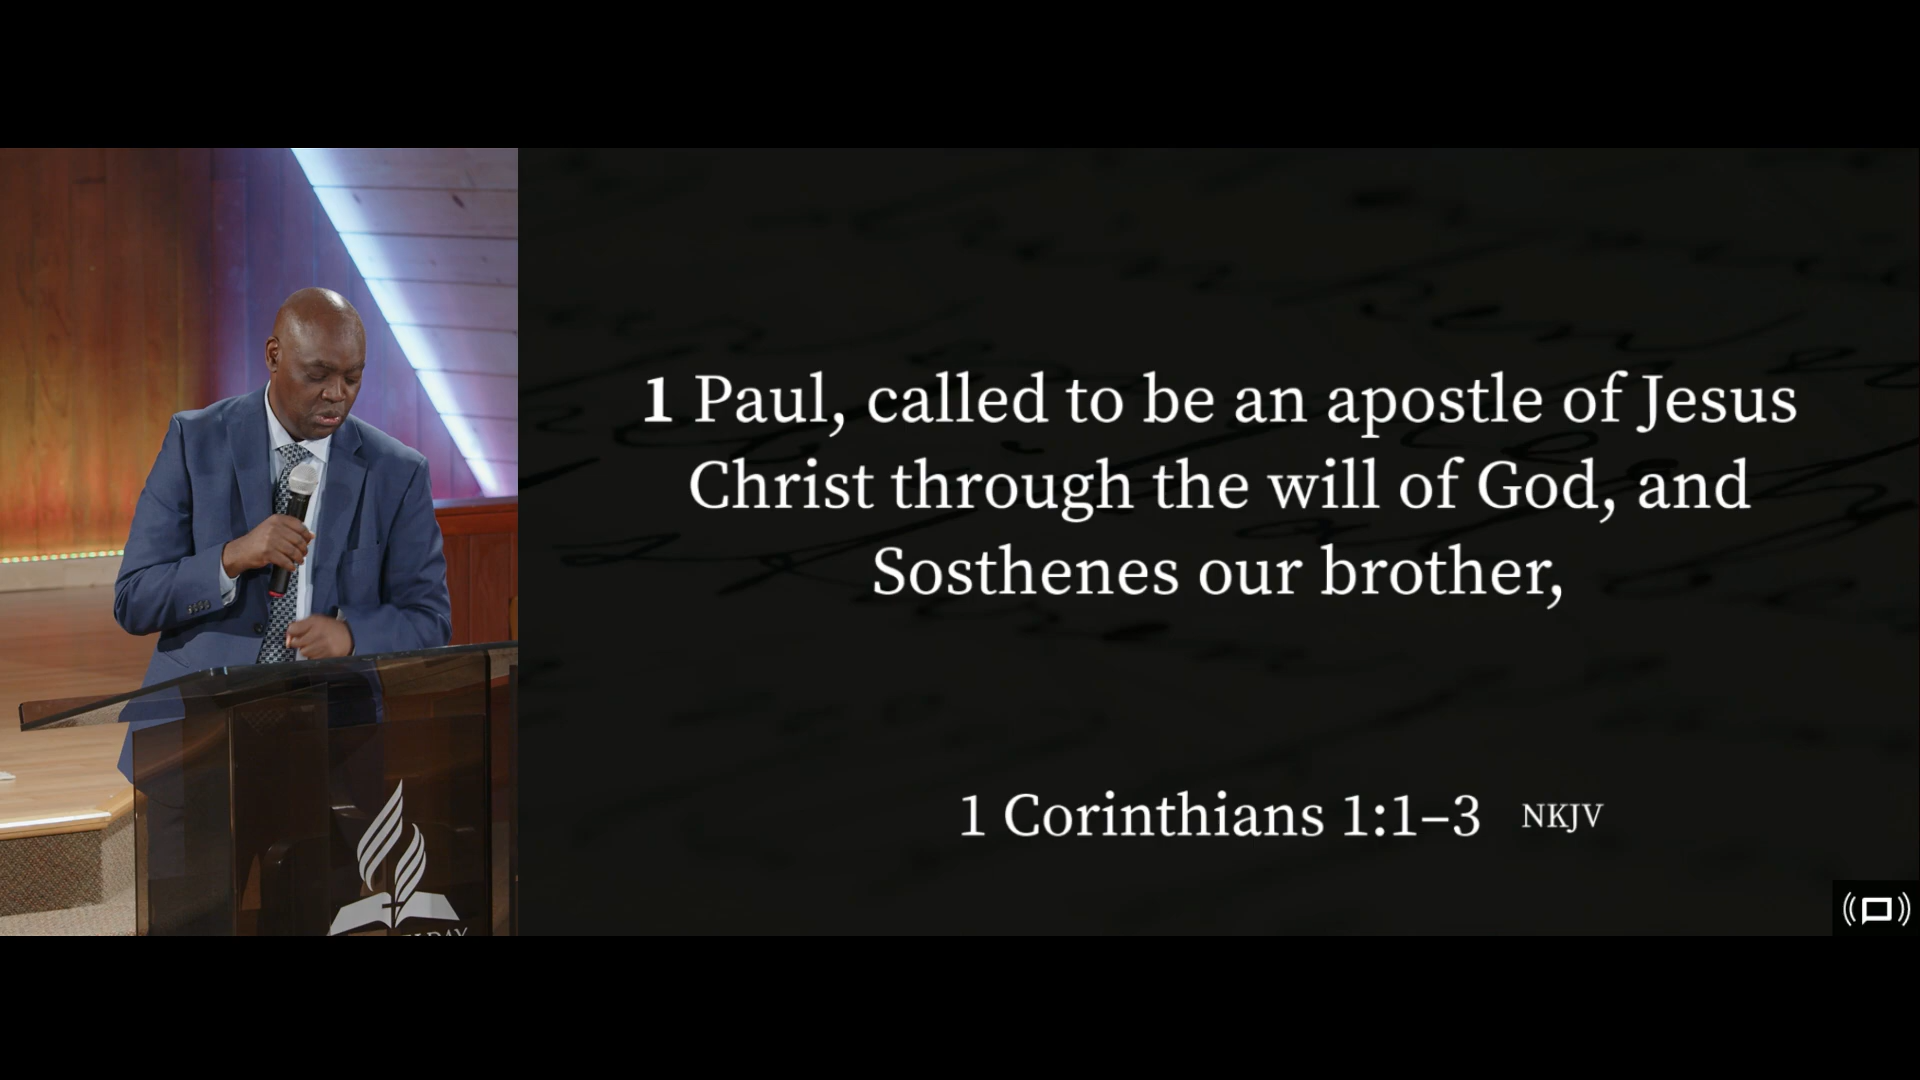 1 Paul, called to be an apostle of Jesus
Christ through the will of God, and
Sosthenes our brother,
1 Corinthians 1:1–3 NKJV